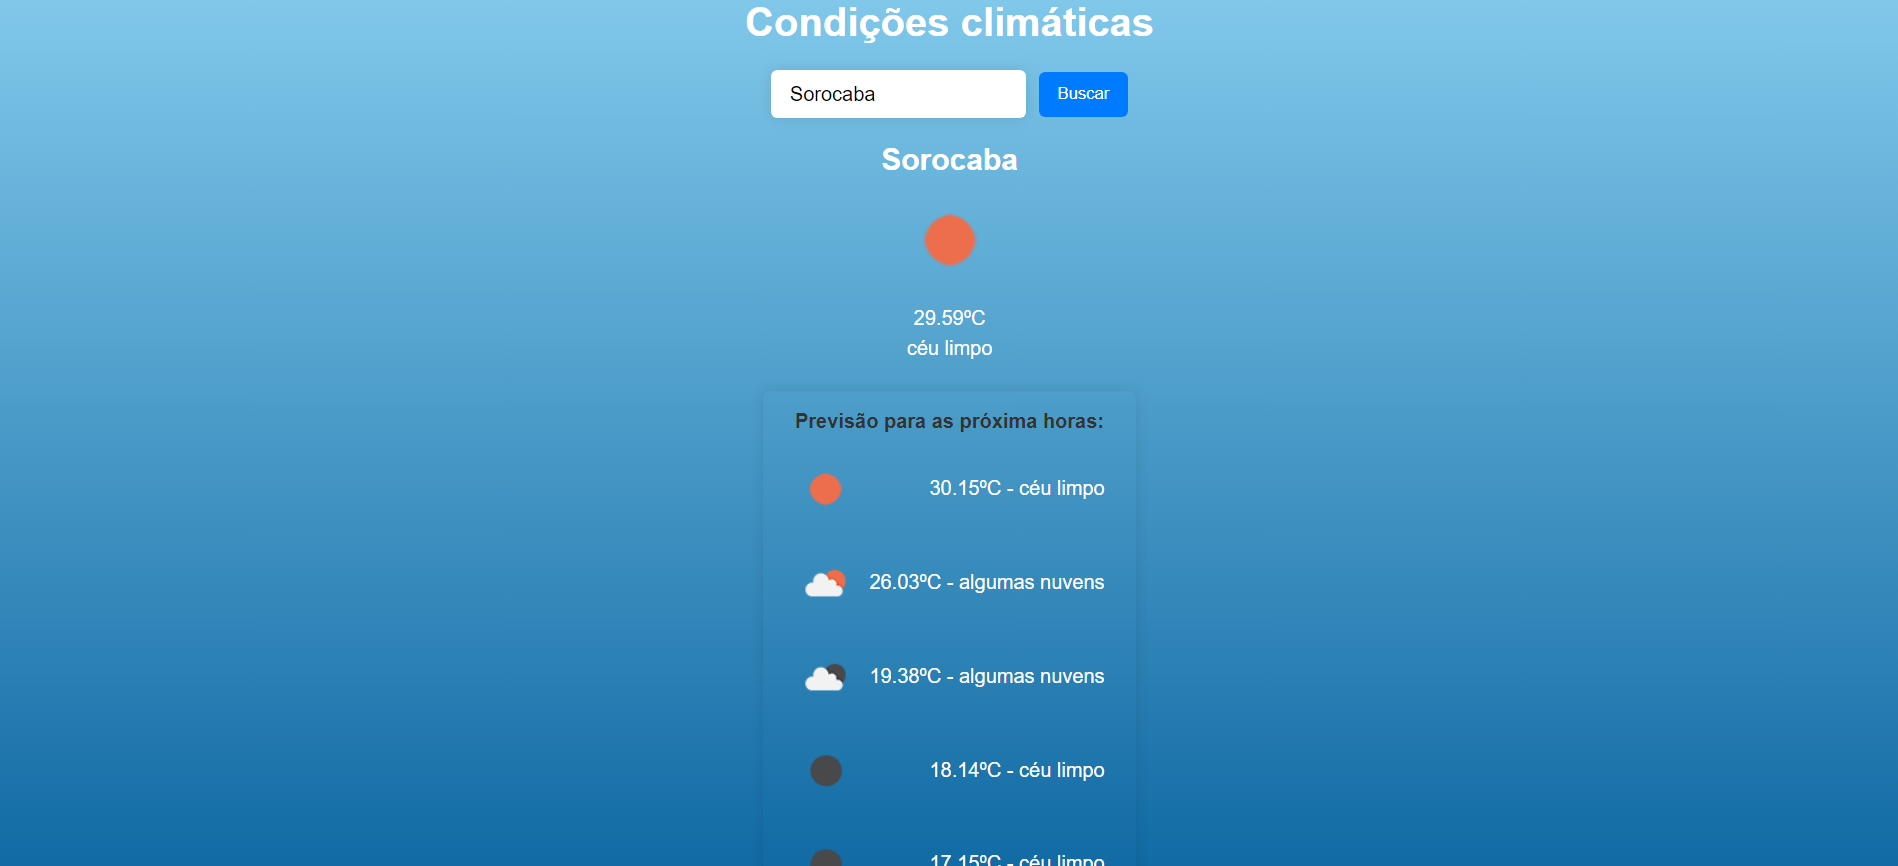 Condições climáticas
Sorocaba
Buscar
Sorocaba
29.59ºC
céu limpo
Previsão para as próxima horas:
30.15ºC - céu limpo
26.03ºC - algumas nuvens
19.38ºC - algumas nuvens
18.14ºC - céu limpo
17.15ºC - céu limpo